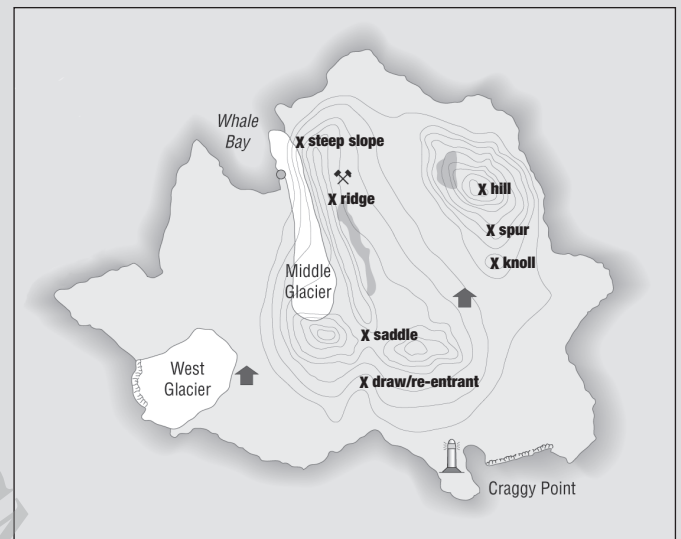 Whale
Bay
X steep slope
X ridge
X hill
X spur
X knoll
Middle
Glacier
X saddle
West
Glacier
X draw/re-entrant
Craggy Point